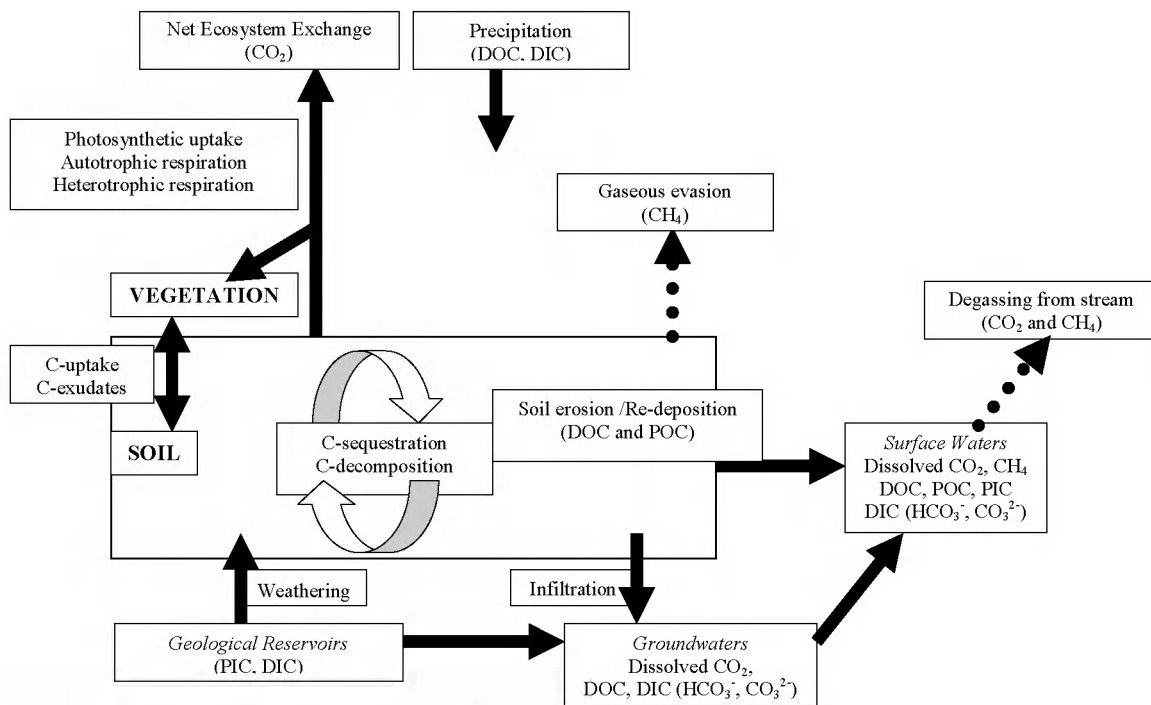 Net Ecosystem Exchange
(CO₂)
Precipitation
(DOC, DIC)
Photosynthetic uptake
Autotrophic respiration
Heterotrophic respiration
Gaseous evasion
(CH₄)
VEGETATION
Degassing from stream
(CO₂ and CH₄)
C-uptake
C-exudates
Soil erosion /Re-deposition
(DOC and POC)
SOIL
C-sequestration
C-decomposition
Surface Waters
Dissolved CO₂, CH₄
DOC, POC, PIC
DIC (HCO₃⁻, CO₃²⁻)
Weathering
Infiltration
Geological Reservoirs
(PIC, DIC)
Groundwaters
Dissolved CO₂,
DOC, DIC (HCO₃⁻, CO₃²⁻)